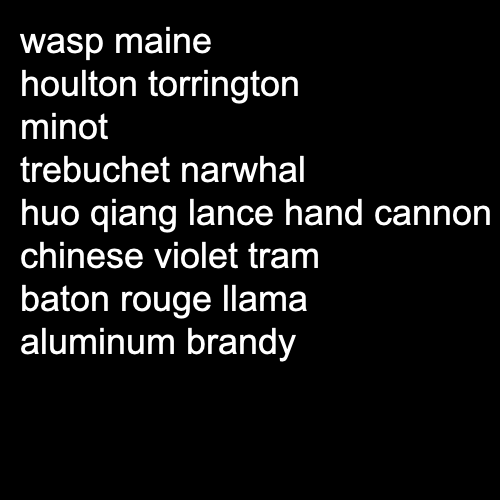 wasp maine
houlton torrington
minot
trebuchet narwhal
huo qiang lance hand cannon
chinese violet tram
baton rouge llama
aluminum brandy